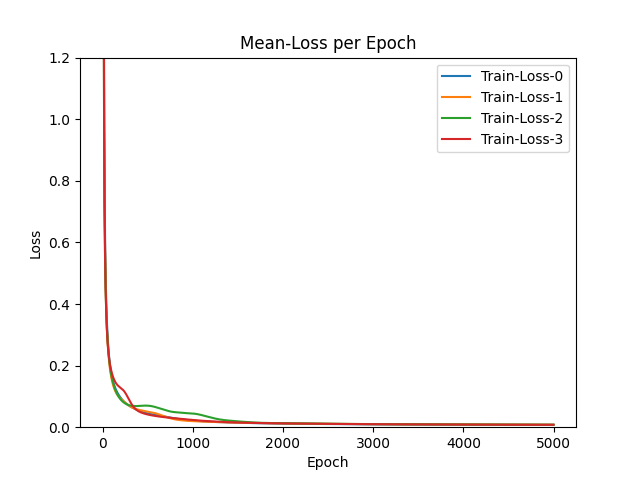 Mean-Loss per Epoch
Train-Loss-0
Train-Loss-1
Train-Loss-2
Train-Loss-3
1.2
1.0
0.8
0.6
0.4
0.2
0.0
Loss
0 1000 2000 3000 4000 5000
Epoch